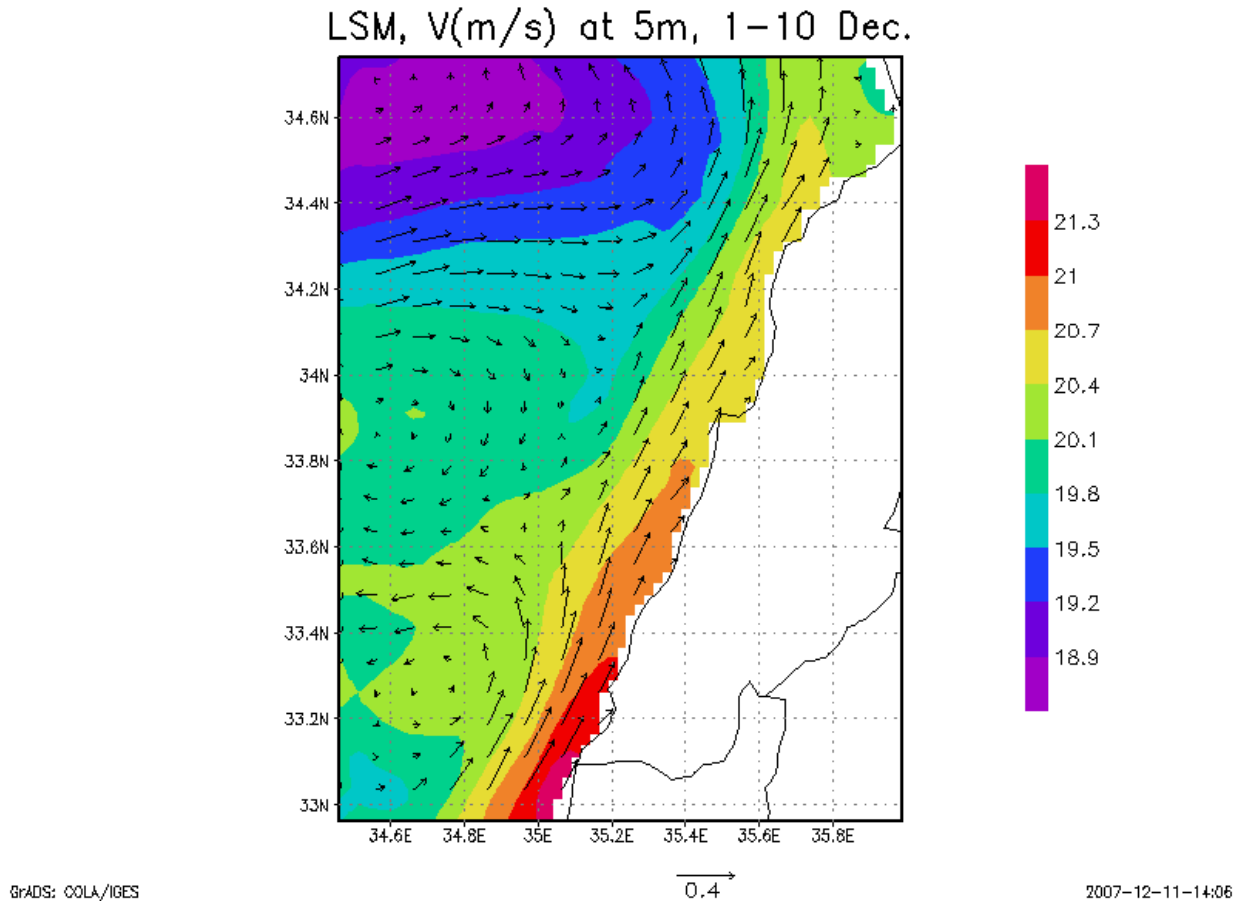 LSM, V(m/s) at 5m, 1-10 Dec.
34.6N
34.4N
34.2N
34N
33.8N
33.6N
33.4N
33.2N
33N
34.6E 34.8E 35E 35.2E 35.4E 35.6E 35.8E
21.3
21
20.7
20.4
20.1
19.8
19.5
19.2
18.9
0.4
GrADS: COLA/IGES
2007-12-11-14:06